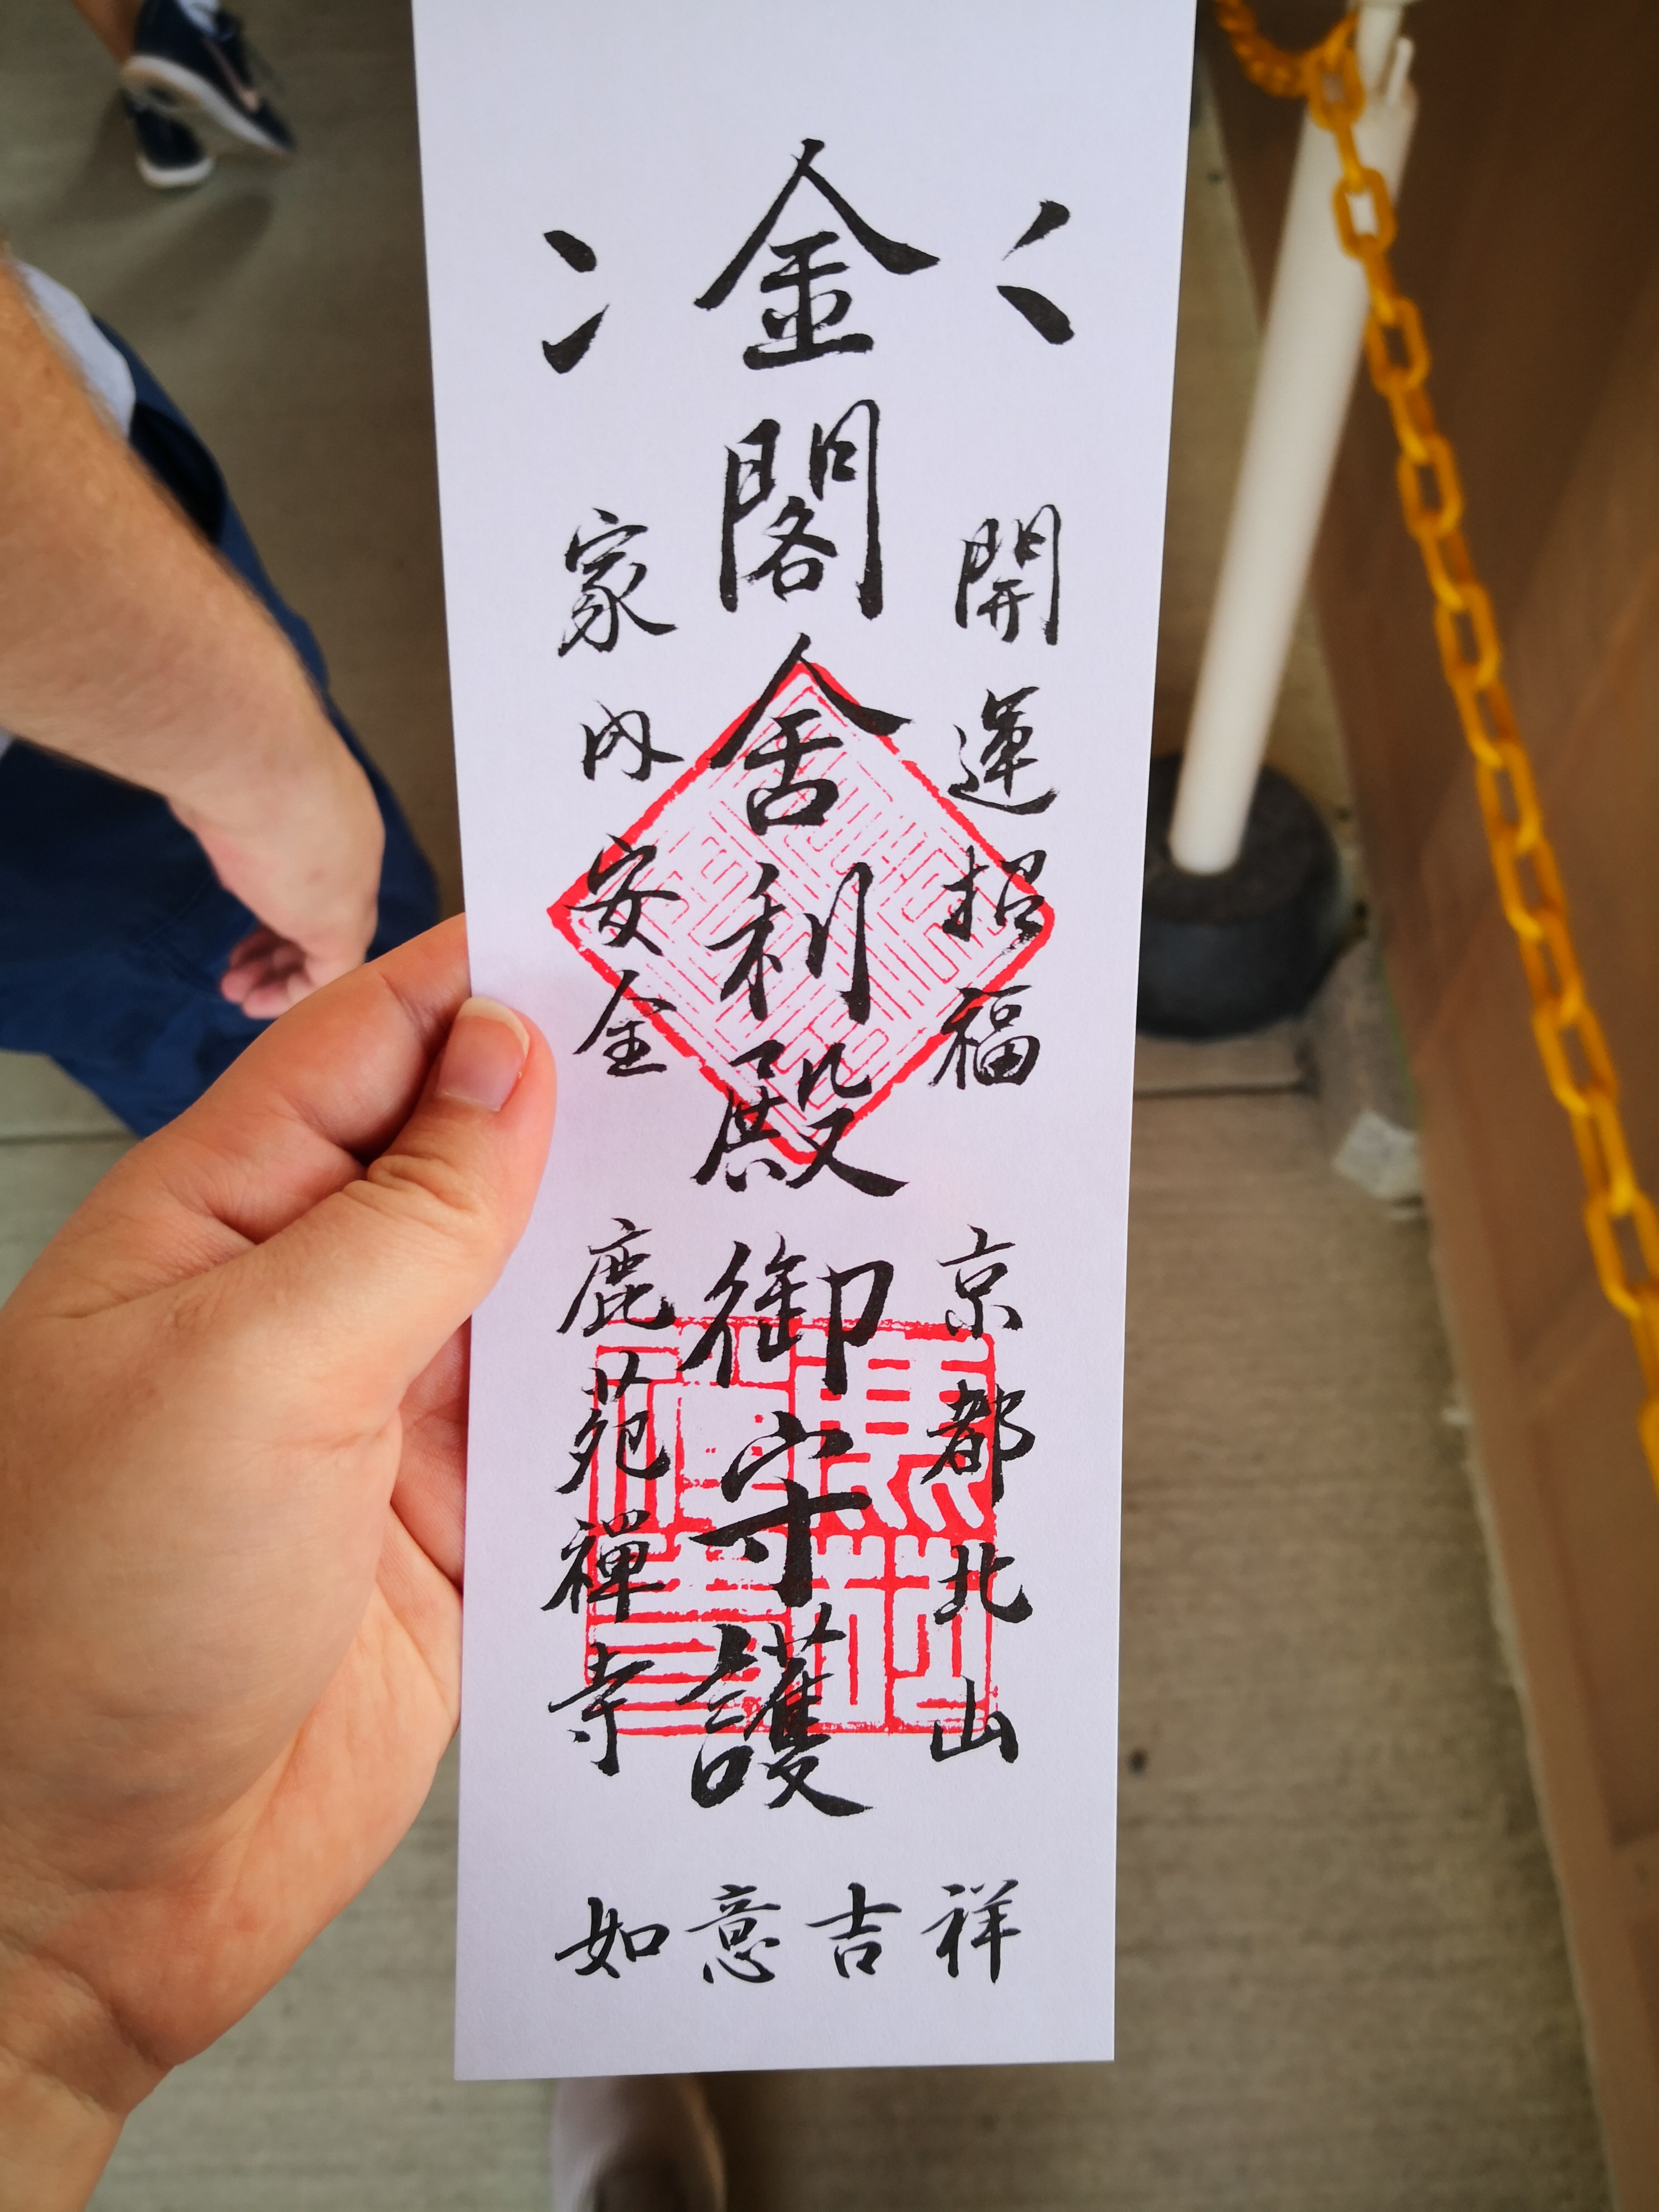 開運招福
京都北山
金閣舎利殿御守護
家内安全
鹿苑禪寺
如意吉祥